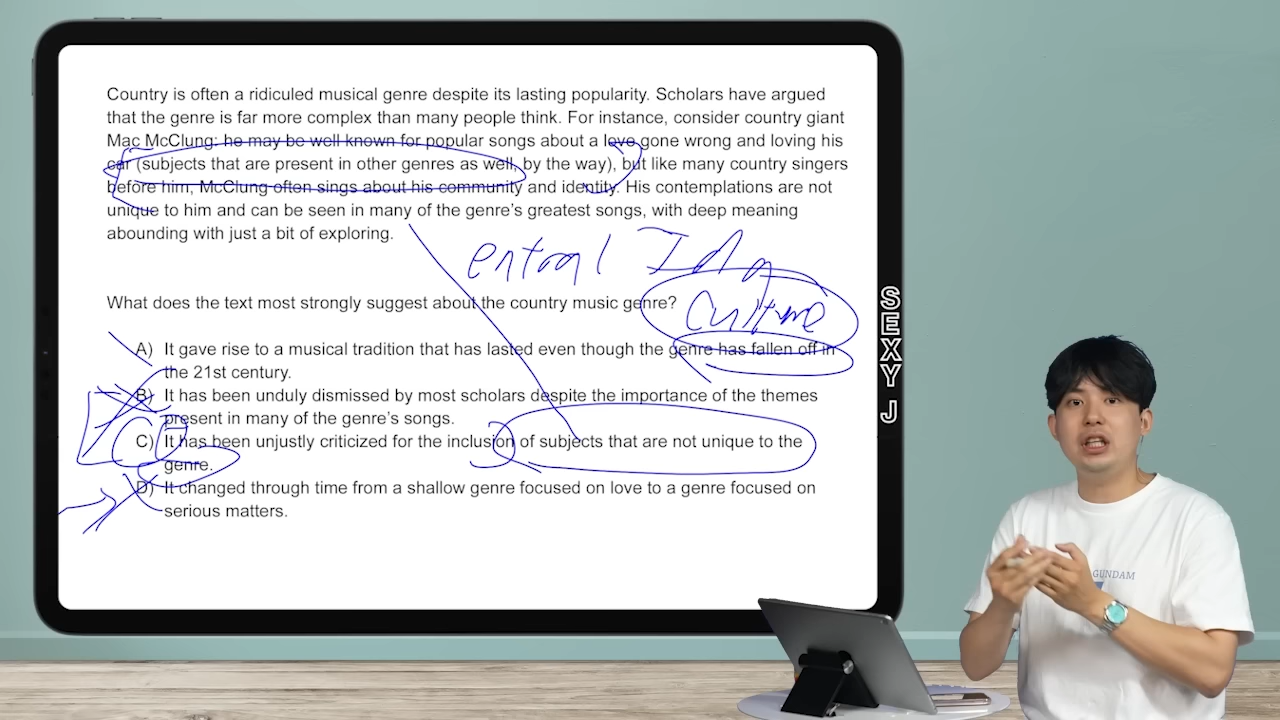 Country is often a ridiculed musical genre despite its lasting popularity. Scholars have argued
that the genre is far more complex than many people think. For instance, consider country giant
Mac McClung: he may be well known for popular songs about a love gone wrong and loving his
car (subjects that are present in other genres as well, by the way), but like many country singers
before him, McClung often sings about his community and identity. His contemplations are not
unique to him and can be seen in many of the genre's greatest songs, with deep meaning
abounding with just a bit of exploring.
entral Idea
What does the text most strongly suggest about the country music genre?
Culture
A) It gave rise to a musical tradition that has lasted even though the genre has fallen off in
the 21st century.
B) It has been unduly dismissed by most scholars despite the importance of the themes
present in many of the genre's songs.
C) It has been unjustly criticized for the inclusion of subjects that are not unique to the
genre.
D) It changed through time from a shallow genre focused on love to a genre focused on
serious matters.
SEXY J
GUNDAM